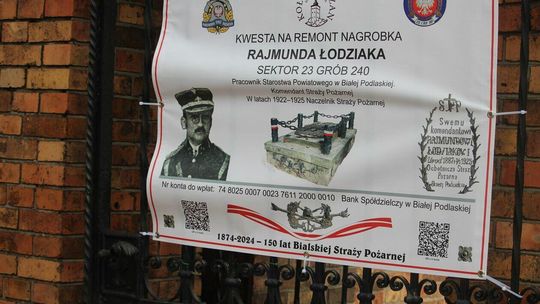 KWESTA NA REMONT NAGROBKA
RAJMUNDA ŁODZIAKA
SEKTOR 23 GRÓB 240
Pracownik Starostwa Powiatowego w Białej Podlaskiej.
Komendant Straży Pożarnej
W latach 1922–1925 Naczelnik Straży Pożarnej
Swemu
komendantowi
Nr konta do wpłat: 74 8025 0007 0023 7611 2000 0010 Bank Spółdzielczy w Białej Podlaskiej
1874-2024 – 150 lat Bialskiej Straży Pożarnej